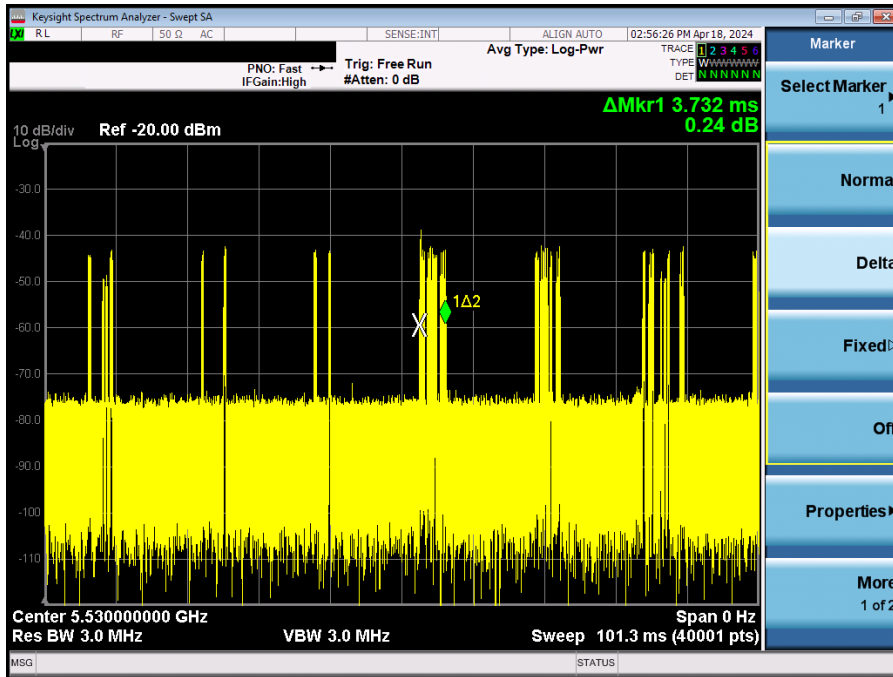 Keysight Spectrum Analyzer - Swept SA
LXI RL RF 50 Ω AC SENSE:INT ALIGN AUTO 02:56:26 PM Apr 18, 2024
PNO: Fast
IFGain:High
Trig: Free Run
#Atten: 0 dB
Avg Type: Log-Pwr
TRACE 1 2 3 4 5 6
TYPE WWWWWW
DET N N N N N N
ΔMkr1 3.732 ms
0.24 dB
10 dB/div Ref -20.00 dBm
Log
-30.0
-40.0
-50.0
1Δ2
-60.0
-70.0
-80.0
-90.0
-100
-110
Center 5.530000000 GHz Span 0 Hz
Res BW 3.0 MHz VBW 3.0 MHz Sweep 101.3 ms (40001 pts)
MSG STATUS
Marker
Select Marker
1
Norma
Delta
Fixed
Off
Properties
More
1 of 2